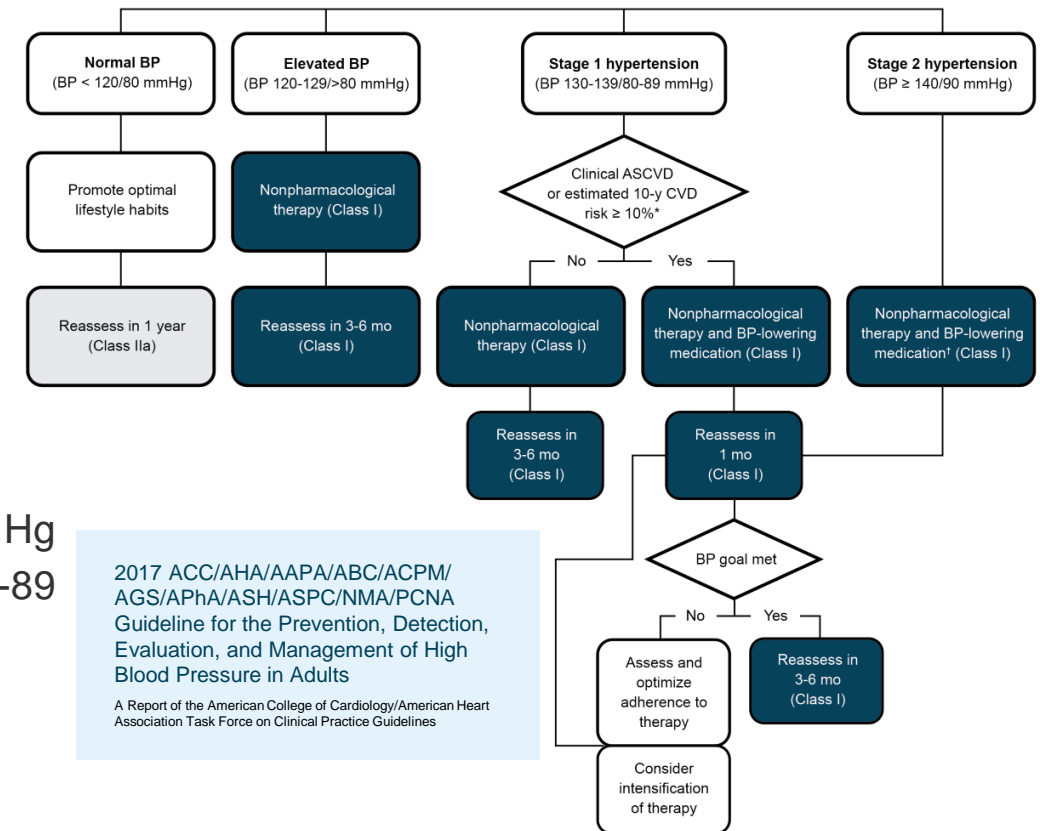 Normal BP
(BP < 120/80 mmHg)
Elevated BP
(BP 120-129/>80 mmHg)
Stage 1 hypertension
(BP 130-139/80-89 mmHg)
Stage 2 hypertension
(BP ≥ 140/90 mmHg)
Promote optimal
lifestyle habits
Nonpharmacological
therapy (Class I)
Clinical ASCVD
or estimated 10-y CVD
risk ≥ 10%*
No
Yes
Reassess in 1 year
(Class IIa)
Reassess in 3-6 mo
(Class I)
Nonpharmacological
therapy (Class I)
Nonpharmacological
therapy and BP-lowering
medication (Class I)
Nonpharmacological
therapy and BP-lowering
medication† (Class I)
Reassess in
3-6 mo
(Class I)
Reassess in
1 mo
(Class I)
BP goal met
No
Yes
Assess and
optimize
adherence to
therapy
Reassess in
3-6 mo
(Class I)
Consider
intensification
of therapy
Hg
-89
2017 ACC/AHA/AAPA/ABC/ACPM/
AGS/APhA/ASH/ASPC/NMA/PCNA
Guideline for the Prevention, Detection,
Evaluation, and Management of High
Blood Pressure in Adults
A Report of the American College of Cardiology/American Heart
Association Task Force on Clinical Practice Guidelines